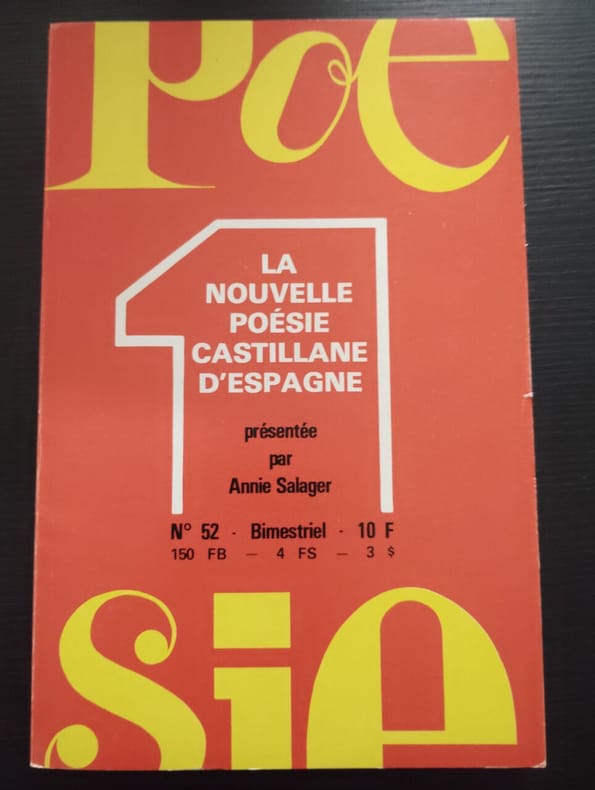 Poe
1
LA
NOUVELLE
POÉSIE
CASTILLANE
D'ESPAGNE
présentée
par
Annie Salager
N° 52 - Bimestriel - 10 F
150 FB — 4 FS — 3 $
sie